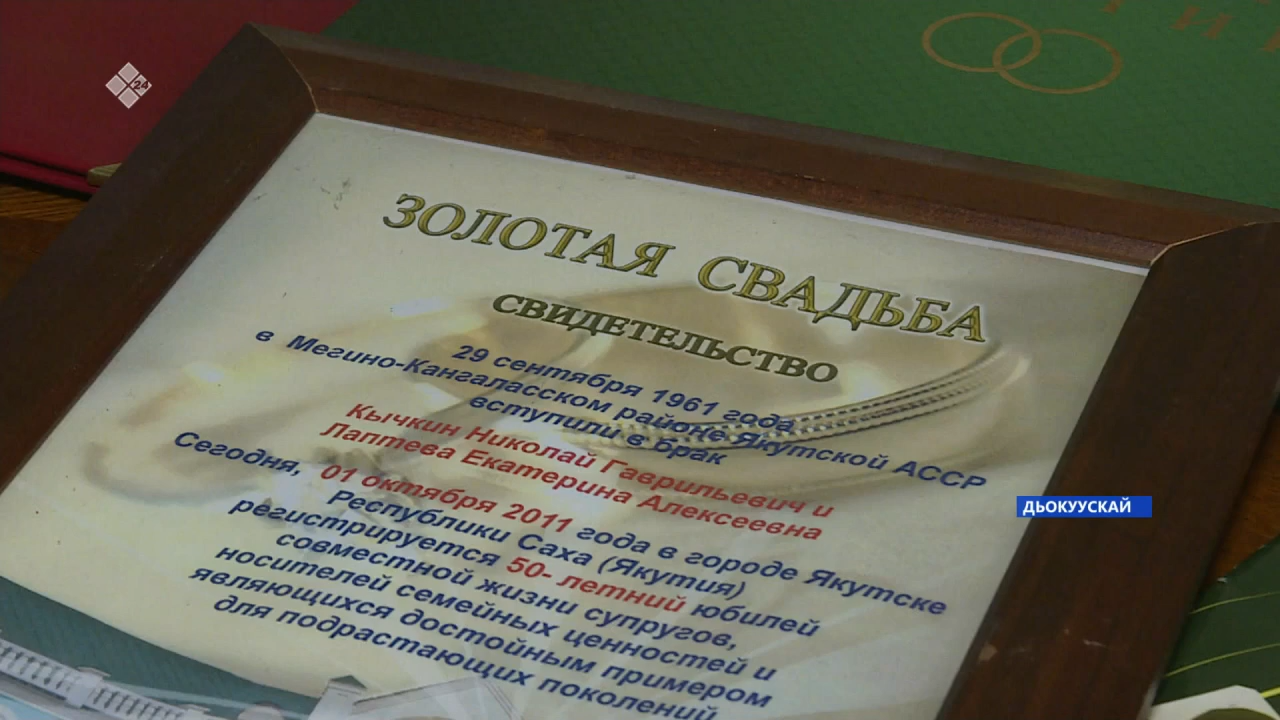 24
ЗОЛОТАЯ СВАДЬБА
СВИДЕТЕЛЬСТВО
29 сентября 1961 года
в Мегино-Кангаласском районе Якутской АССР
вступили в брак
Кычкин Николай Гаврильевич и
Лаптева Екатерина Алексеевна
Сегодня, 01 октября 2011 года в городе Якутске
Республики Саха (Якутия)
регистрируется 50- летний юбилей
совместной жизни супругов,
носителей семейных ценностей и
являющихся достойным примером
для подрастающих поколений
ДЬОКУУСКАЙ